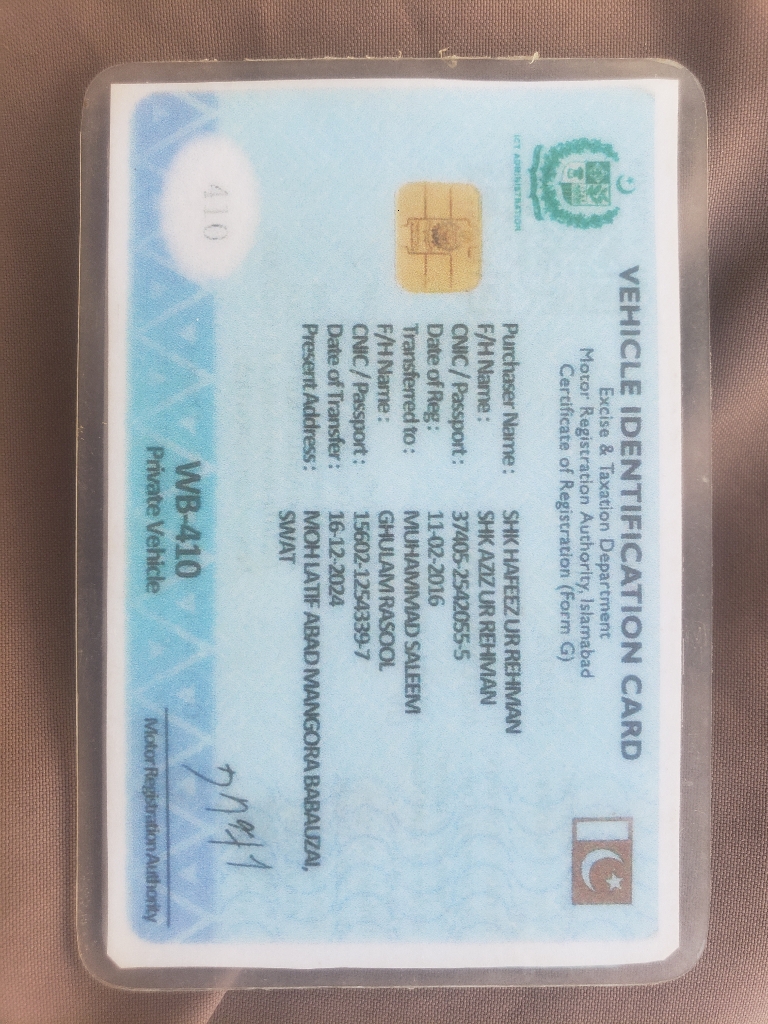 VEHICLE IDENTIFICATION CARD
Excise & Taxation Department
Motor Registration Authority, Islamabad
Certificate of Registration (Form G)
ICT ADMINISTRATION
Purchaser Name : SHK HAFEEZ UR REHMAN
F/H Name : SHK AZIZ UR REHMAN
CNIC / Passport : 37405-2542055-5
Date of Reg : 11-02-2016
Transferred to : MUHAMMAD SALEEM
F/H Name : GHULAM RASOOL
CNIC / Passport : 15602-1254339-7
Date of Transfer : 16-12-2024
Present Address : MOH LATIF ABAD MANGORA BABAUZAI,
SWAT
410
WB-410
Private Vehicle
Motor Registration Authority